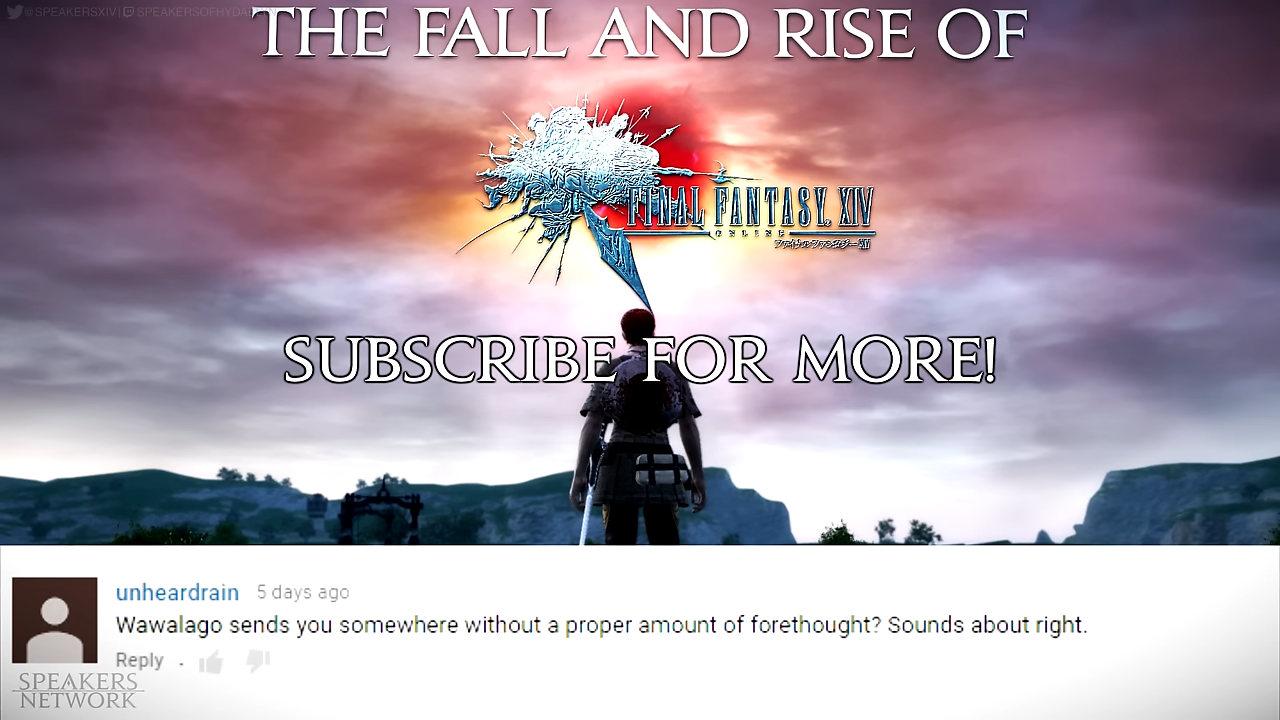 @SPEAKERSXIV | SPEAKERSOFHYDAELYN
THE FALL AND RISE OF
FINAL FANTASY XIV
ONLINE
ファイナルファンタジーXIV
SUBSCRIBE FOR MORE!
unheardrain 5 days ago
Wawalago sends you somewhere without a proper amount of forethought? Sounds about right.
Reply .
SPEAKERS
NETWORK